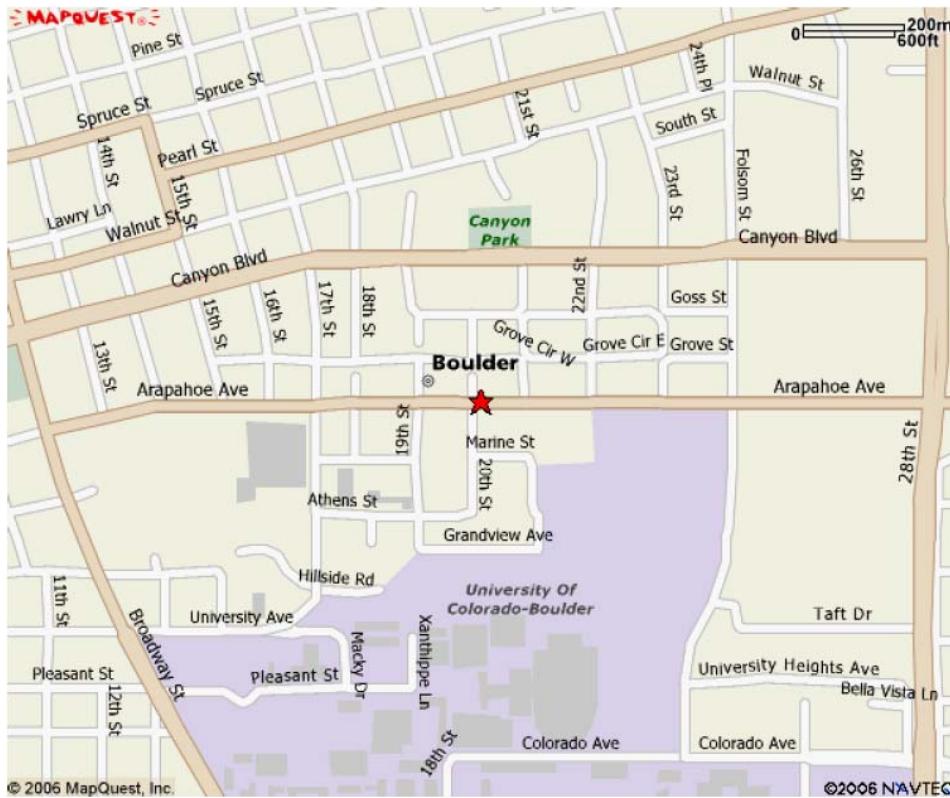 MAPQUEST®
0 200m
600ft
Pine St
24th Pl
Walnut St
Spruce St
Spruce St
21st St
South St
14th St
Pearl St
Folsom St
26th St
15th St
23rd St
Lawry Ln
Walnut St
Canyon
Park
Canyon Blvd
Canyon Blvd
22nd St
15th St
16th St
17th St
18th St
Goss St
Grove Cir W
Grove Cir E
Grove St
13th St
Boulder
Arapahoe Ave
Arapahoe Ave
19th St
Marine St
28th St
20th St
Athens St
Grandview Ave
Hillside Rd
University Of
Colorado-Boulder
11th St
University Ave
Broadway St
Macky Dr
Xanthippe Ln
Taft Dr
Pleasant St
Pleasant St
University Heights Ave
12th St
Bella Vista Ln
18th St
Colorado Ave
Colorado Ave
© 2006 MapQuest, Inc.
©2006 NAVTEQ